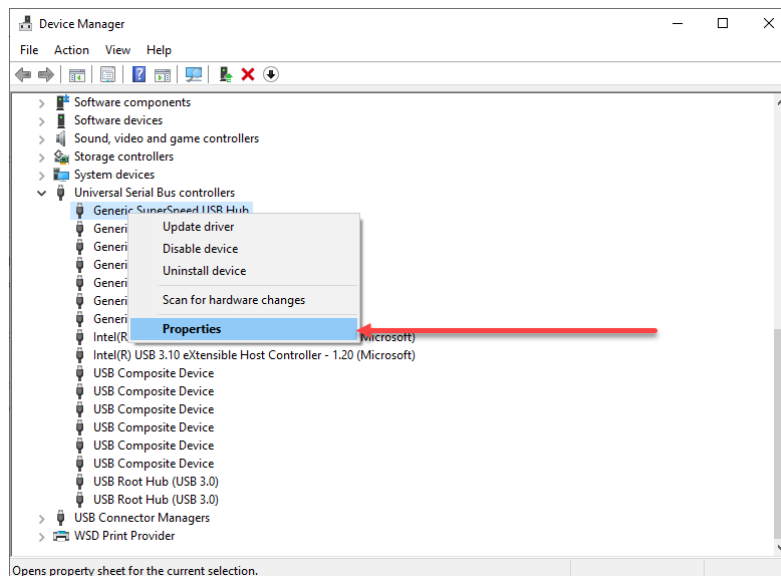 Device Manager
File Action View Help
Software components
Software devices
Sound, video and game controllers
Storage controllers
System devices
Universal Serial Bus controllers
Generic SuperSpeed USB Hub
Generi
Update driver
Generi
Disable device
Generi
Uninstall device
Generi
Generi
Scan for hardware changes
Generi
Properties
Intel(R Microsoft)
Intel(R) USB 3.10 eXtensible Host Controller - 1.20 (Microsoft)
USB Composite Device
USB Composite Device
USB Composite Device
USB Composite Device
USB Composite Device
USB Composite Device
USB Root Hub (USB 3.0)
USB Root Hub (USB 3.0)
USB Connector Managers
WSD Print Provider
Opens property sheet for the current selection.